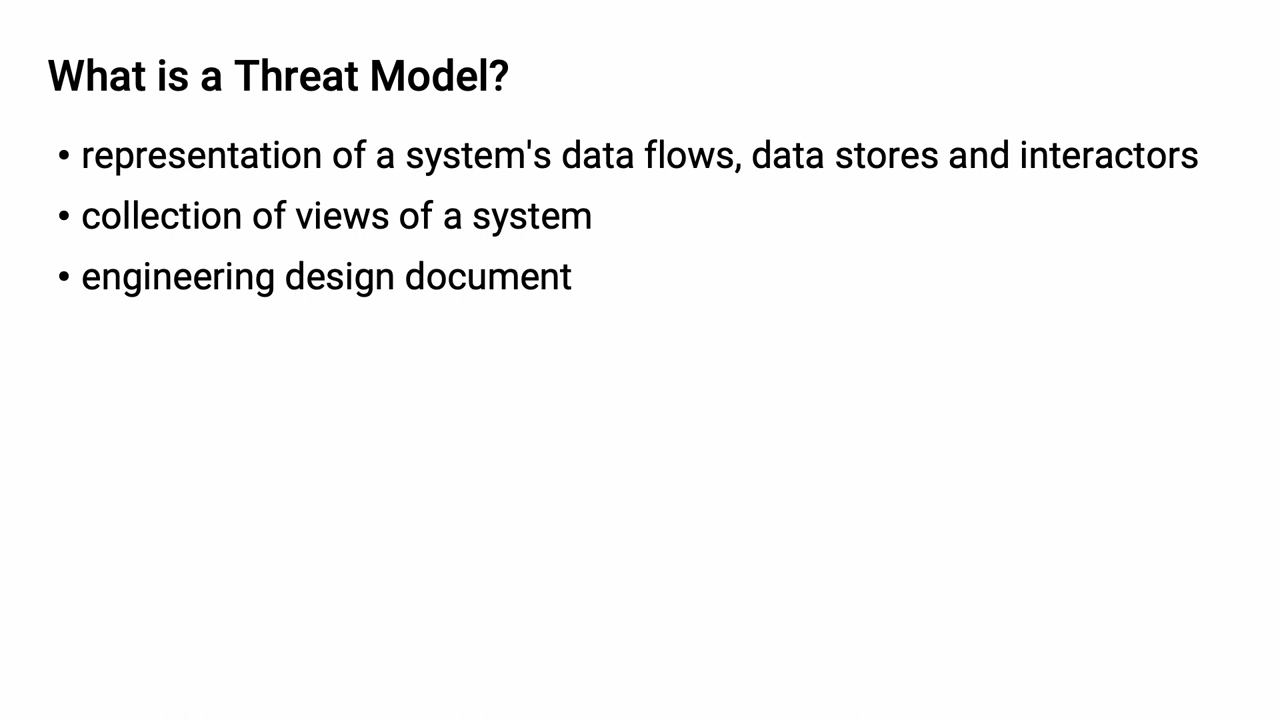 What is a Threat Model?
• representation of a system's data flows, data stores and interactors
• collection of views of a system
• engineering design document